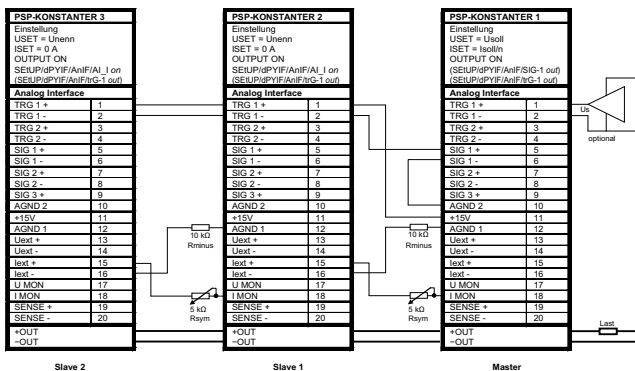 PSP-KONSTANTER 3
Einstellung
USET = Unenn
ISET = 0 A
OUTPUT ON
SEtUP/dPYIF/AnIF/AI_I on
(SEtUP/dPYIF/AnIF/trG-1 out)
Analog Interface
TRG 1 + 1
TRG 1 - 2
TRG 2 + 3
TRG 2 - 4
SIG 1 + 5
SIG 1 - 6
SIG 2 + 7
SIG 2 - 8
SIG 3 + 9
AGND 2 10
+15V 11
AGND 1 12
Uext + 13
Uext - 14
Iext + 15
Iext - 16
U MON 17
I MON 18
SENSE + 19
SENSE - 20
+OUT
−OUT
Slave 2
10 kΩ
Rminus
5 kΩ
Rsym
PSP-KONSTANTER 2
Einstellung
USET = Unenn
ISET = 0 A
OUTPUT ON
SEtUP/dPYIF/AnIF/AI_I on
(SEtUP/dPYIF/AnIF/trG-1 out)
Analog Interface
TRG 1 + 1
TRG 1 - 2
TRG 2 + 3
TRG 2 - 4
SIG 1 + 5
SIG 1 - 6
SIG 2 + 7
SIG 2 - 8
SIG 3 + 9
AGND 2 10
+15V 11
AGND 1 12
Uext + 13
Uext - 14
Iext + 15
Iext - 16
U MON 17
I MON 18
SENSE + 19
SENSE - 20
+OUT
−OUT
Slave 1
10 kΩ
Rminus
5 kΩ
Rsym
PSP-KONSTANTER 1
Einstellung
USET = Usoll
ISET = Isoll/n
OUTPUT ON
(SEtUP/dPYIF/AnIF/SIG-1 out)
(SEtUP/dPYIF/AnIF/trG-1 out)
Analog Interface
TRG 1 + 1
TRG 1 - 2
TRG 2 + 3
TRG 2 - 4
SIG 1 + 5
SIG 1 - 6
SIG 2 + 7
SIG 2 - 8
SIG 3 + 9
AGND 2 10
+15V 11
AGND 1 12
Uext + 13
Uext - 14
Iext + 15
Iext - 16
U MON 17
I MON 18
SENSE + 19
SENSE - 20
+OUT
−OUT
Master
Us
optional
Last